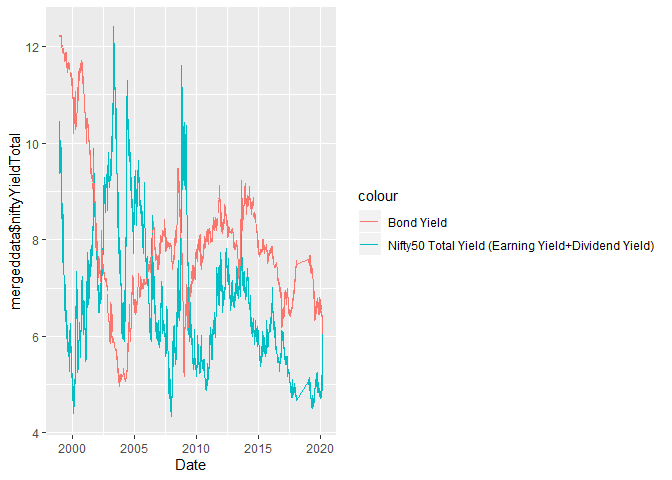 12
10
8
6
4
mergeddata$niftyYieldTotal
2000
2005
2010
2015
2020
Date
colour
Bond Yield
Nifty50 Total Yield (Earning Yield+Dividend Yield)